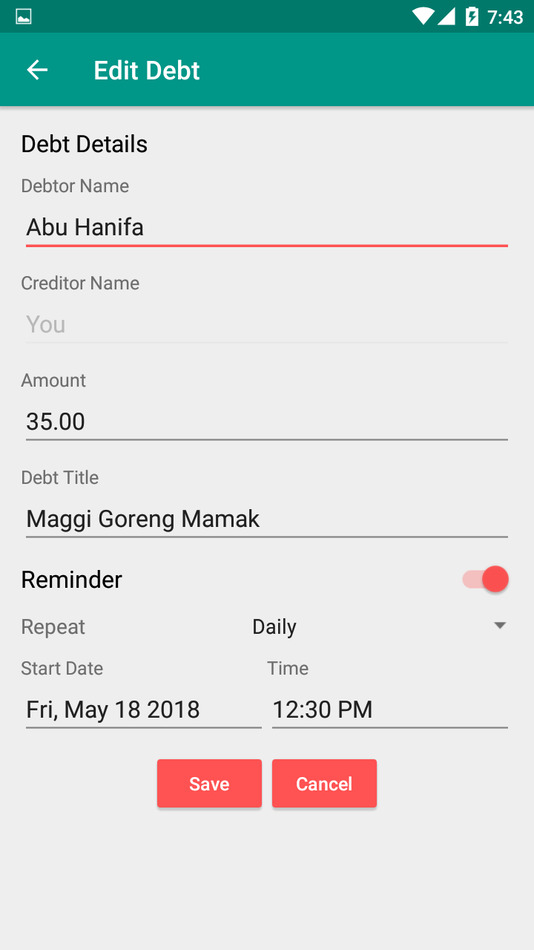 7:43
Edit Debt
Debt Details
Debtor Name
Abu Hanifa
Creditor Name
You
Amount
35.00
Debt Title
Maggi Goreng Mamak
Reminder
Repeat Daily
Start Date Time
Fri, May 18 2018 12:30 PM
Save Cancel